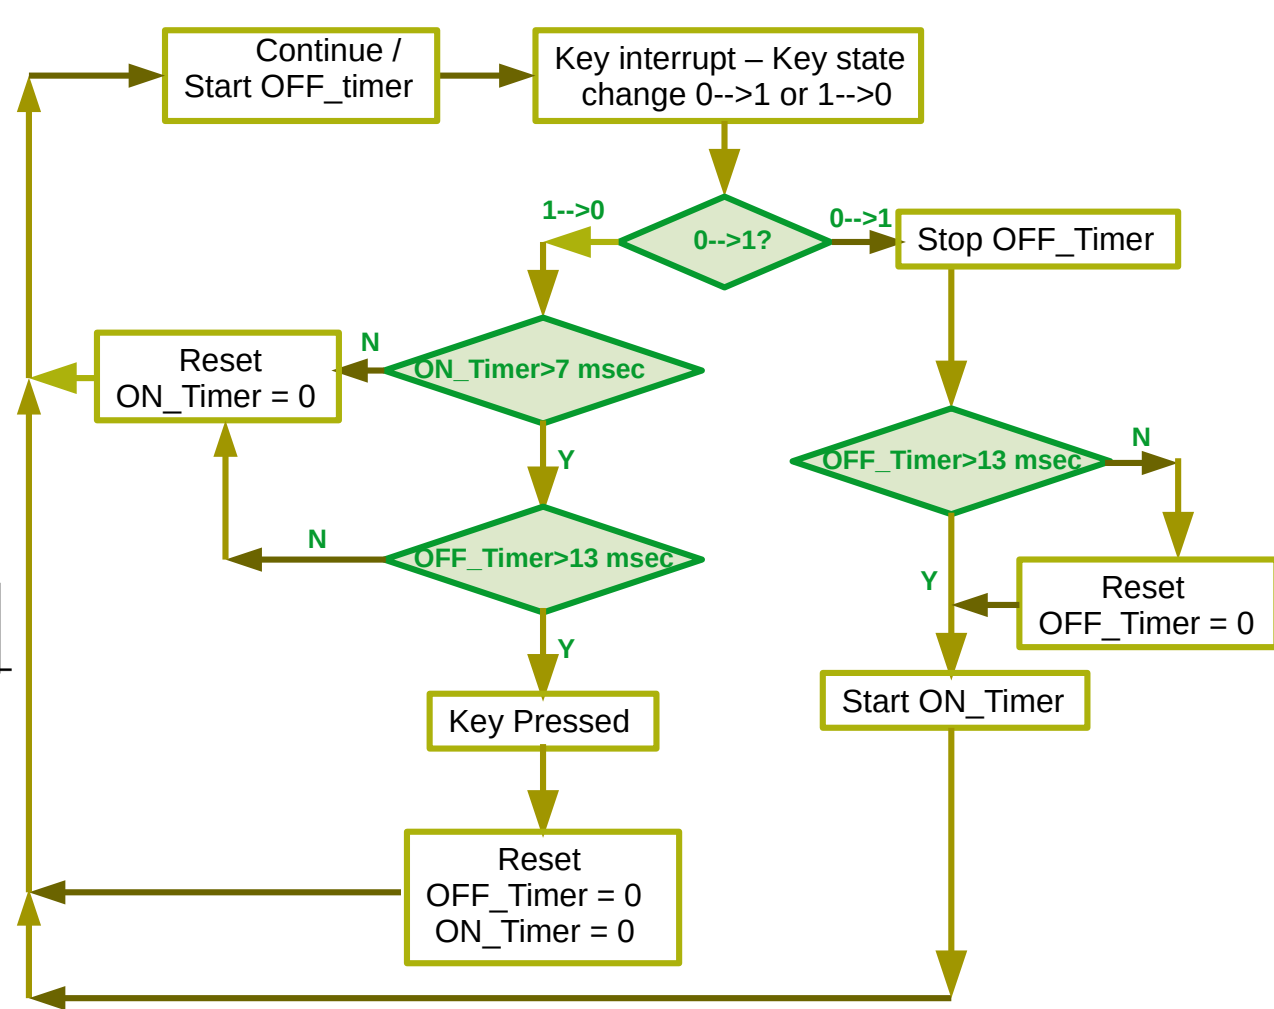 Continue /
Start OFF_timer
Key interrupt – Key state
change 0-->1 or 1-->0
1-->0
0-->1?
0-->1
Stop OFF_Timer
N
Reset
ON_Timer = 0
ON_Timer>7 msec
Y
OFF_Timer>13 msec
N
N
OFF_Timer>13 msec
Y
Reset
OFF_Timer = 0
Y
Key Pressed
Start ON_Timer
Reset
OFF_Timer = 0
ON_Timer = 0